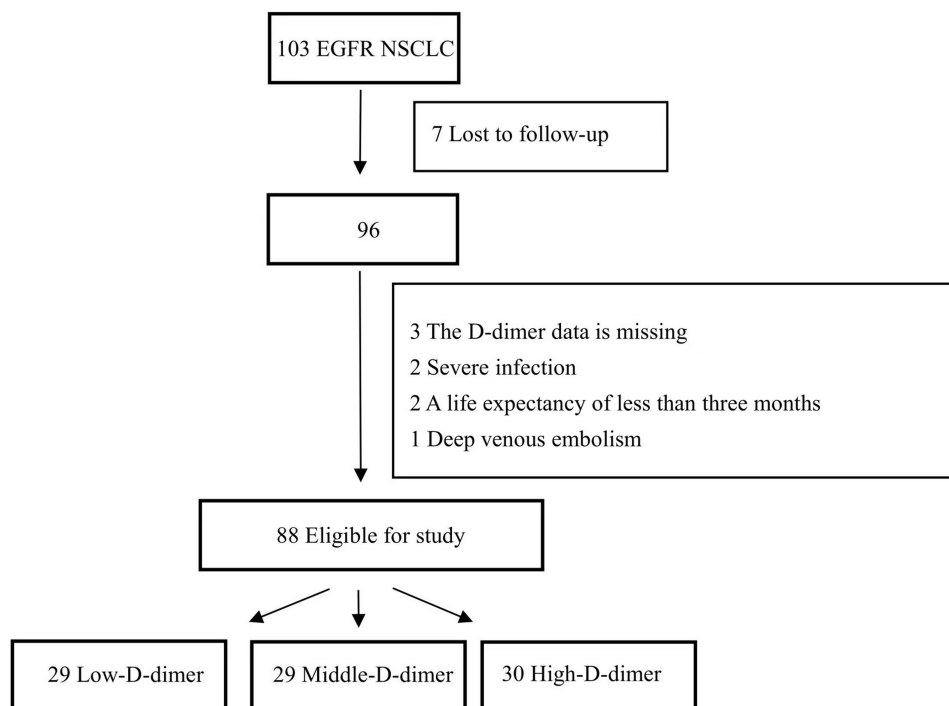 103 EGFR NSCLC
7 Lost to follow-up
96
3 The D-dimer data is missing
2 Severe infection
2 A life expectancy of less than three months
1 Deep venous embolism
88 Eligible for study
29 Low-D-dimer
29 Middle-D-dimer
30 High-D-dimer